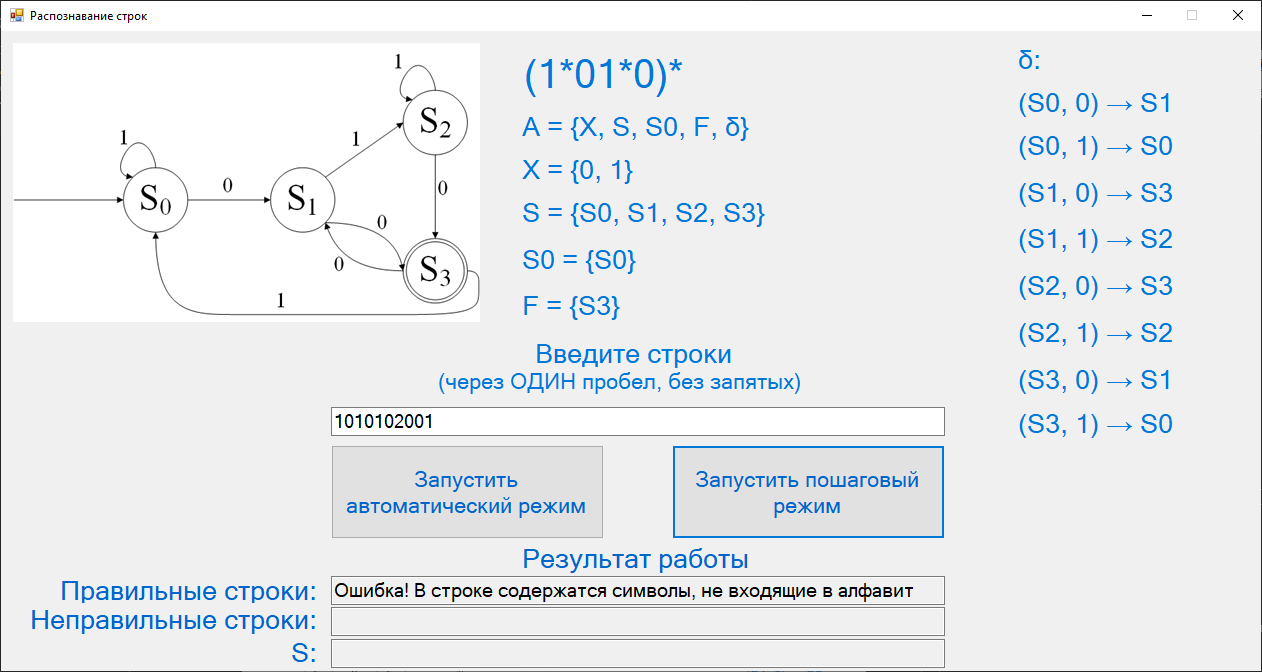 Распознавание строк
1
S2
1
1
0
S0
0
S1
0
0
S3
1
(1*01*0)*
A = {X, S, S0, F, δ}
X = {0, 1}
S = {S0, S1, S2, S3}
S0 = {S0}
F = {S3}
δ:
(S0, 0) → S1
(S0, 1) → S0
(S1, 0) → S3
(S1, 1) → S2
(S2, 0) → S3
(S2, 1) → S2
(S3, 0) → S1
(S3, 1) → S0
Введите строки
(через ОДИН пробел, без запятых)
1010102001
Запустить
автоматический режим
Запустить пошаговый
режим
Результат работы
Правильные строки: Ошибка! В строке содержатся символы, не входящие в алфавит
Неправильные строки:
S: